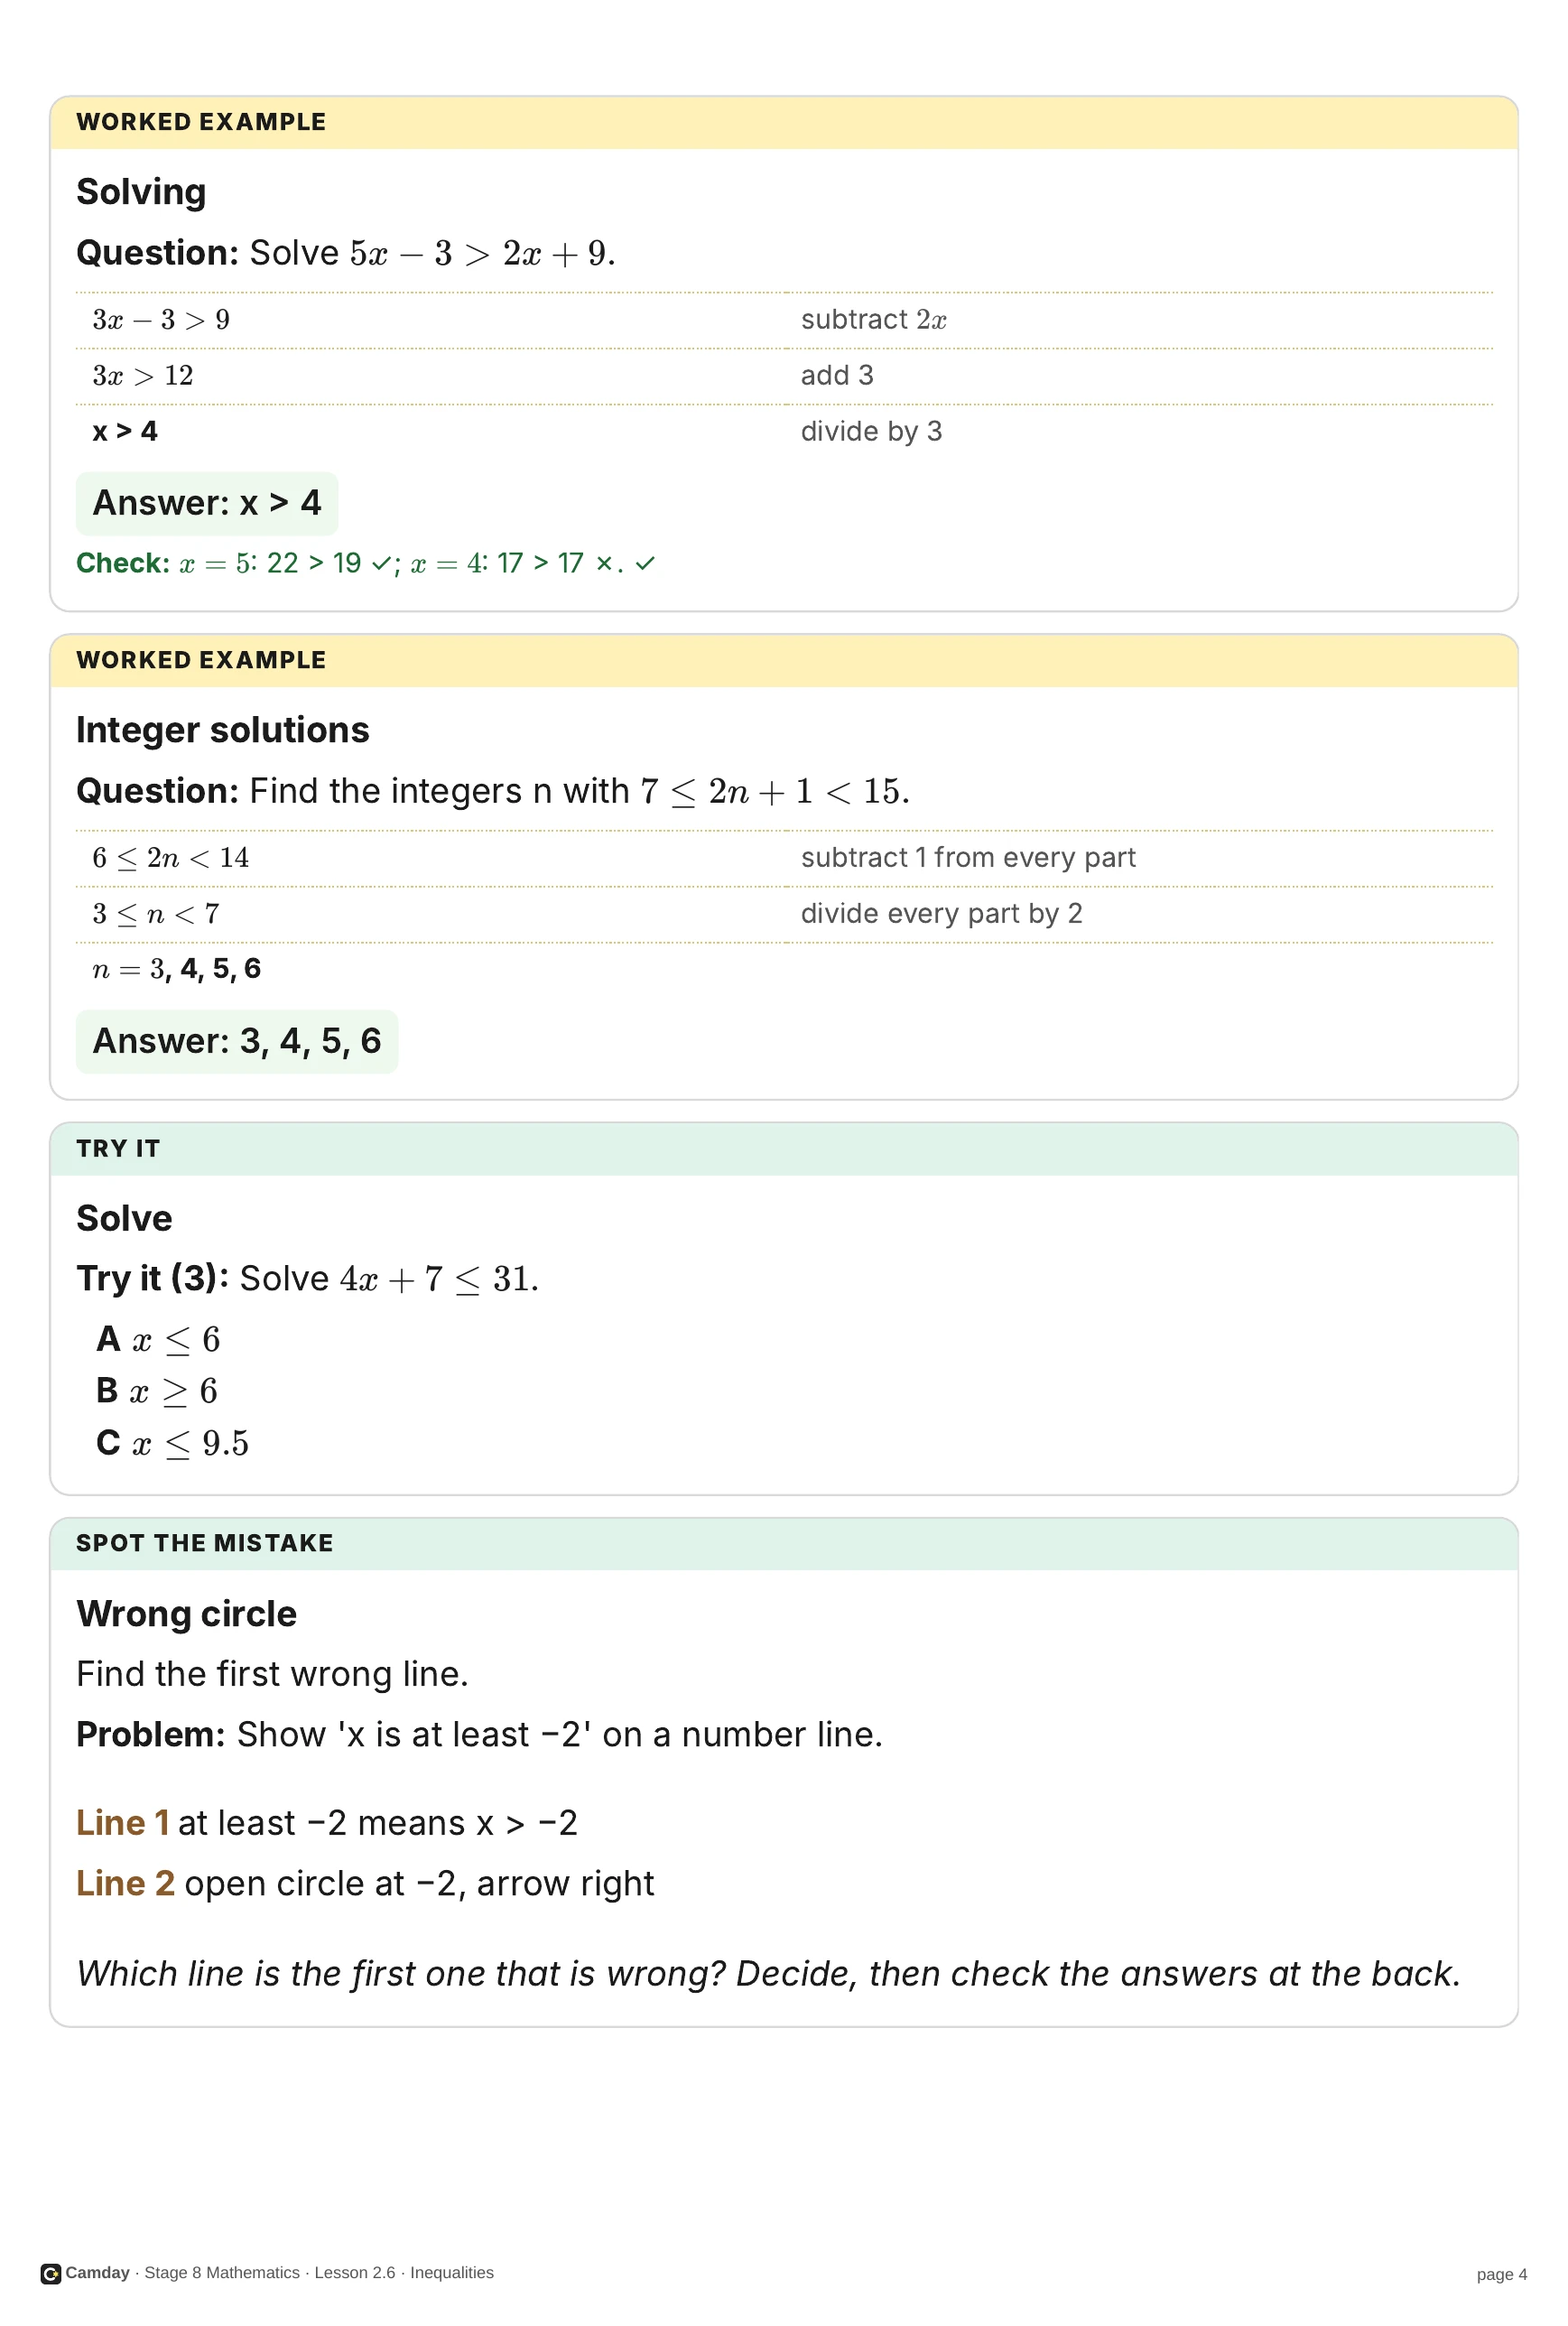 WORKED EXAMPLE
Solving
Question: Solve 5x − 3 > 2x + 9.
3x − 3 > 9 subtract 2x
3x > 12 add 3
x > 4 divide by 3
Answer: x > 4
Check: x = 5: 22 > 19 ✓; x = 4: 17 > 17 ×. ✓
WORKED EXAMPLE
Integer solutions
Question: Find the integers n with 7 ≤ 2n + 1 < 15.
6 ≤ 2n < 14 subtract 1 from every part
3 ≤ n < 7 divide every part by 2
n = 3, 4, 5, 6
Answer: 3, 4, 5, 6
TRY IT
Solve
Try it (3): Solve 4x + 7 ≤ 31.
A x ≤ 6
B x ≥ 6
C x ≤ 9.5
SPOT THE MISTAKE
Wrong circle
Find the first wrong line.
Problem: Show 'x is at least −2' on a number line.
Line 1 at least −2 means x > −2
Line 2 open circle at −2, arrow right
Which line is the first one that is wrong? Decide, then check the answers at the back.
Camday · Stage 8 Mathematics · Lesson 2.6 · Inequalities page 4